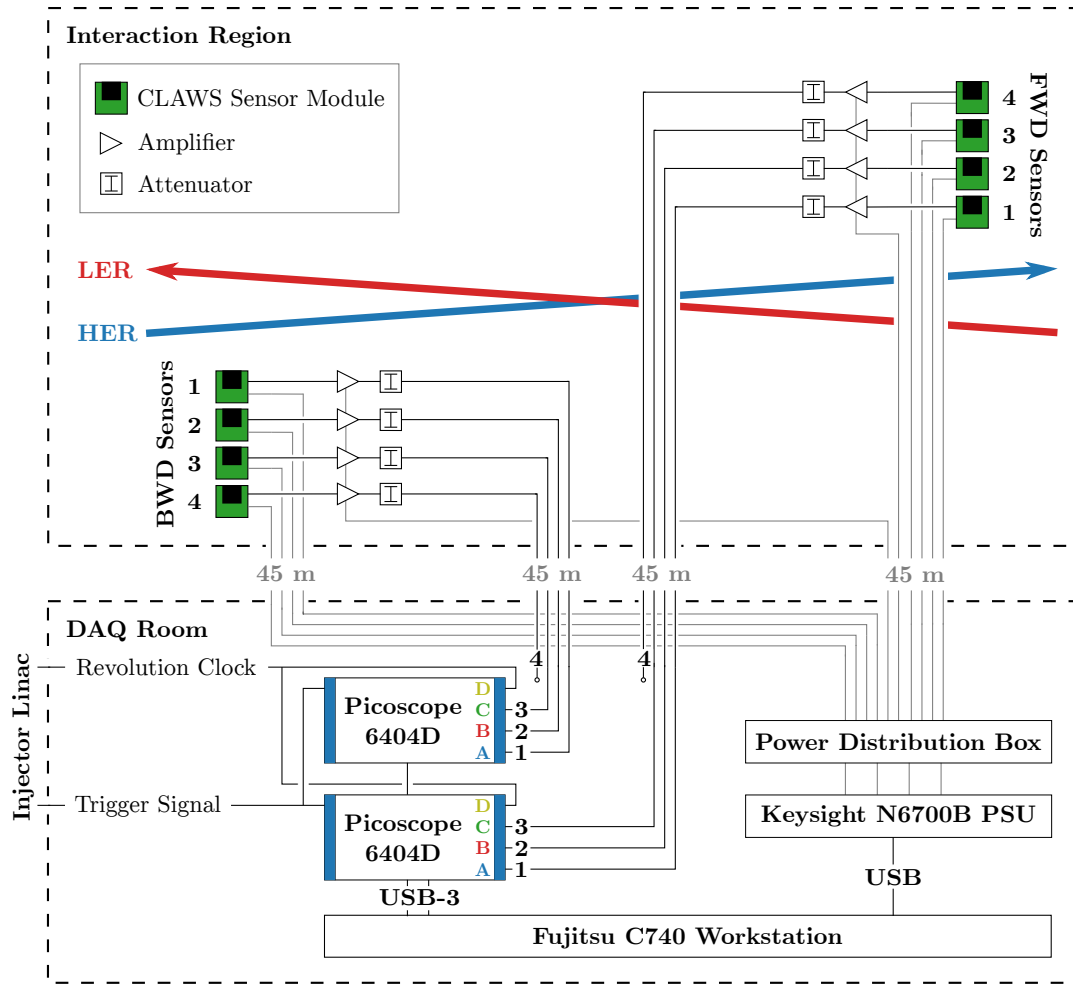 Interaction Region
CLAWS Sensor Module
Amplifier
Attenuator
FWD Sensors
4
3
2
1
LER
HER
BWD Sensors
1
2
3
4
45 m
45 m
45 m
45 m
DAQ Room
Injector Linac
Revolution Clock
4
4
Picoscope
6404D
D
C
B
A
3
2
1
Trigger Signal
Picoscope
6404D
D
C
B
A
3
2
1
Power Distribution Box
Keysight N6700B PSU
USB
USB-3
Fujitsu C740 Workstation